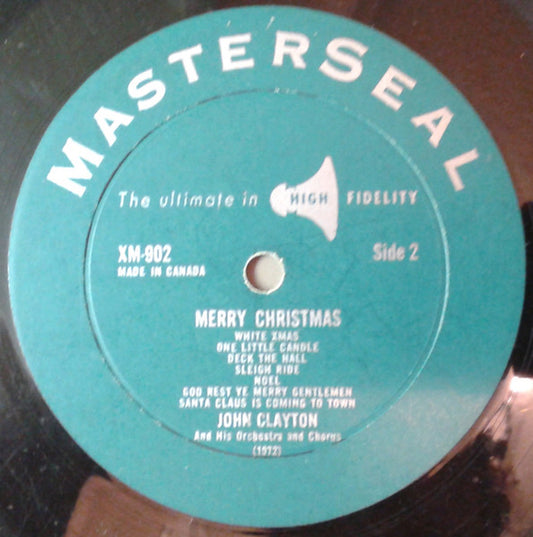 MASTERSEAL
The ultimate in HIGH FIDELITY
XM-902 Side 2
MADE IN CANADA
MERRY CHRISTMAS
WHITE XMAS
ONE LITTLE CANDLE
DECK THE HALL
SLEIGH RIDE
NOEL
GOD REST YE MERRY GENTLEMEN
SANTA CLAUS IS COMING TO TOWN
JOHN CLAYTON
And His Orchestra and Chorus
(1972)